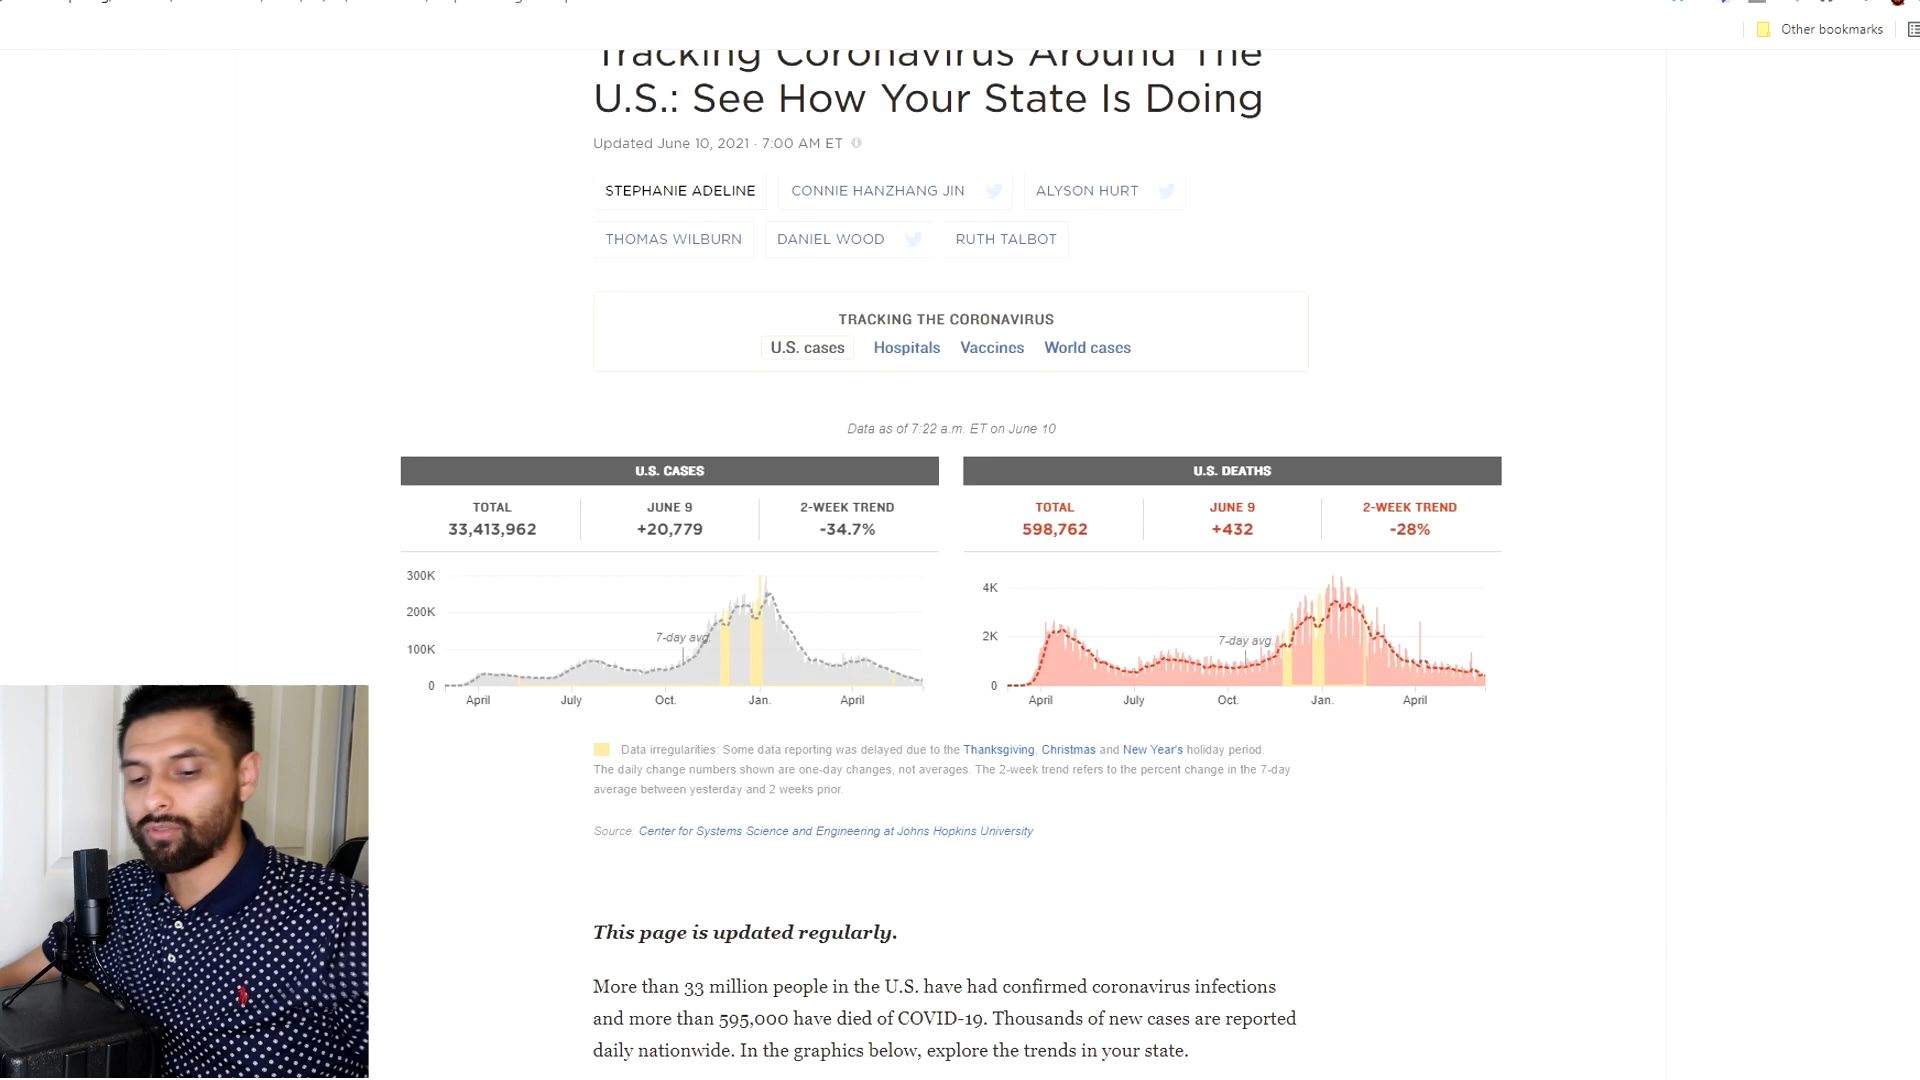 Other bookmarks
Tracking Coronavirus Around The
U.S.: See How Your State Is Doing
Updated June 10, 2021 · 7:00 AM ET
STEPHANIE ADELINE CONNIE HANZHANG JIN ALYSON HURT
THOMAS WILBURN DANIEL WOOD RUTH TALBOT
TRACKING THE CORONAVIRUS
U.S. cases Hospitals Vaccines World cases
Data as of 7:22 a.m. ET on June 10
U.S. CASES
TOTAL JUNE 9 2-WEEK TREND
33,413,962 +20,779 -34.7%
300K
200K
7-day avg.
100K
0
April July Oct. Jan. April
U.S. DEATHS
TOTAL JUNE 9 2-WEEK TREND
598,762 +432 -28%
4K
2K
7-day avg.
0
April July Oct. Jan. April
Data irregularities: Some data reporting was delayed due to the Thanksgiving, Christmas and New Year's holiday period.
The daily change numbers shown are one-day changes, not averages. The 2-week trend refers to the percent change in the 7-day
average between yesterday and 2 weeks prior.
Source: Center for Systems Science and Engineering at Johns Hopkins University
This page is updated regularly.
More than 33 million people in the U.S. have had confirmed coronavirus infections
and more than 595,000 have died of COVID-19. Thousands of new cases are reported
daily nationwide. In the graphics below, explore the trends in your state.